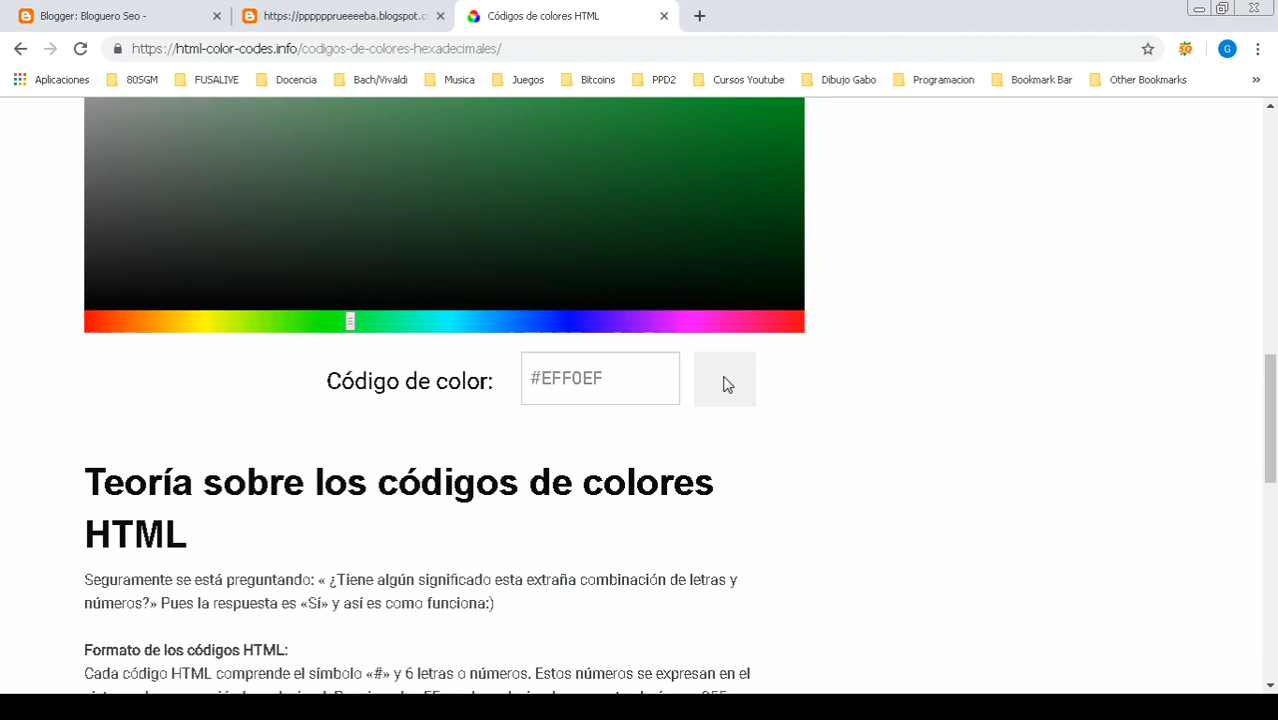 Blogger: Bloguero Seo -
https://pppppprueeeeba.blogspot.c
Códigos de colores HTML
https://html-color-codes.info/codigos-de-colores-hexadecimales/
G
Aplicaciones
80SGM
FUSALIVE
Docencia
Bach/Vivaldi
Musica
Juegos
Bitcoins
PPD2
Cursos Youtube
Dibujo Gabo
Programacion
Bookmark Bar
Other Bookmarks
»
Código de color:
#EFF0EF
Teoría sobre los códigos de colores
HTML
Seguramente se está preguntando: « ¿Tiene algún significado esta extraña combinación de letras y
números?» Pues la respuesta es «Sí» y así es como funciona:)
Formato de los códigos HTML:
Cada código HTML comprende el símbolo «#» y 6 letras o números. Estos números se expresan en el